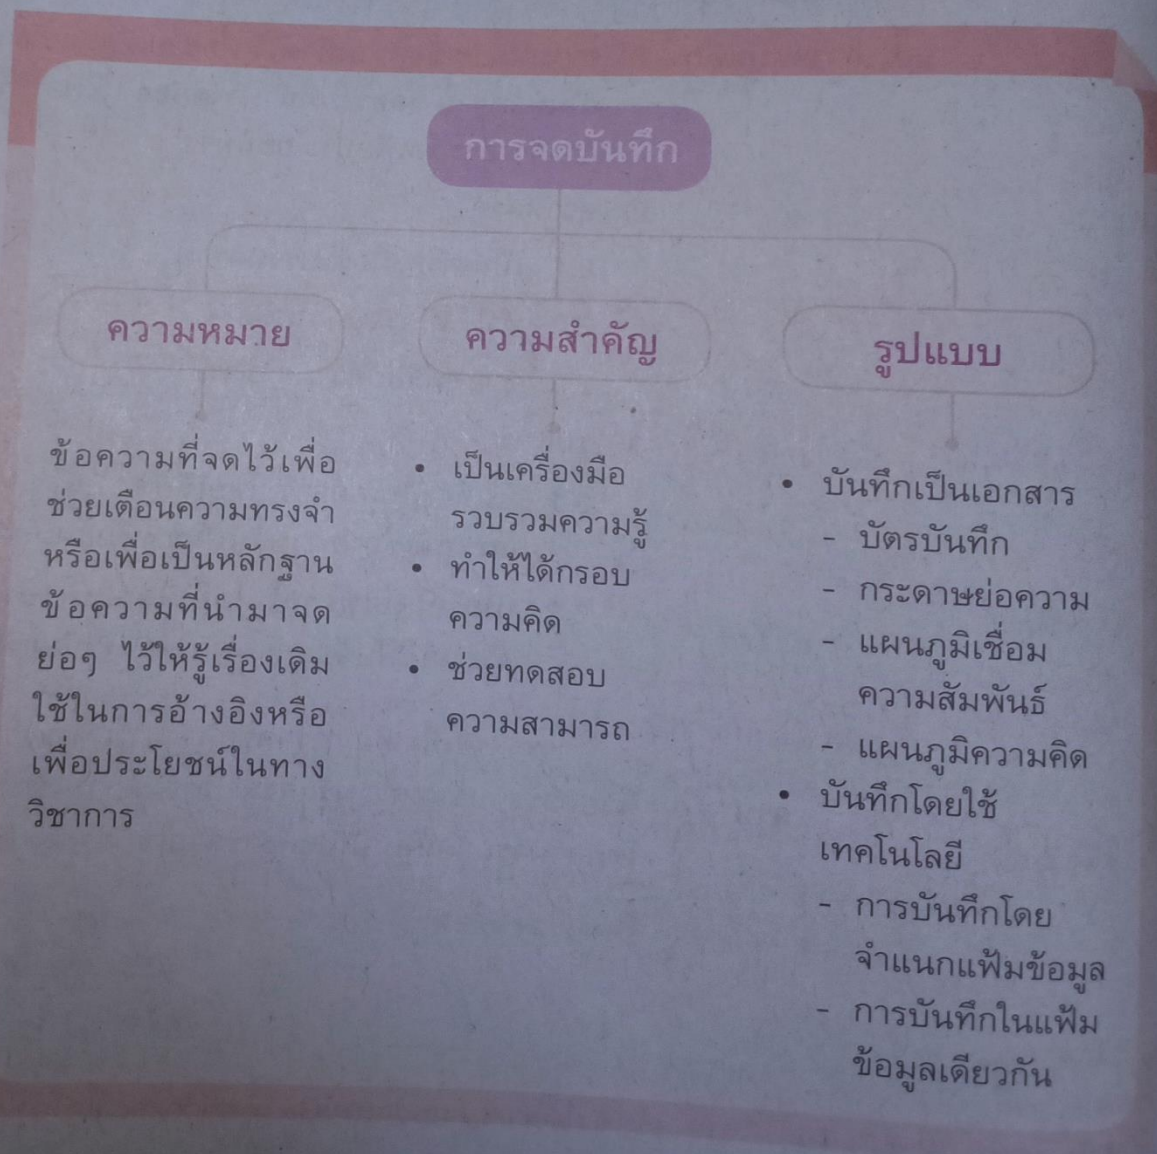 การจดบันทึก
ความหมาย
ข้อความที่จดไว้เพื่อ
ช่วยเตือนความทรงจำ
หรือเพื่อเป็นหลักฐาน
ข้อความที่นำมาจด
ย่อๆ ไว้ให้รู้เรื่องเดิม
ใช้ในการอ้างอิงหรือ
เพื่อประโยชน์ในทาง
วิชาการ
ความสำคัญ
• เป็นเครื่องมือ
รวบรวมความรู้
• ทำให้ได้กรอบ
ความคิด
• ช่วยทดสอบ
ความสามารถ
รูปแบบ
• บันทึกเป็นเอกสาร
- บัตรบันทึก
- กระดาษย่อความ
- แผนภูมิเชื่อม
ความสัมพันธ์
- แผนภูมิความคิด
• บันทึกโดยใช้
เทคโนโลยี
- การบันทึกโดย
จำแนกแฟ้มข้อมูล
- การบันทึกในแฟ้ม
ข้อมูลเดียวกัน